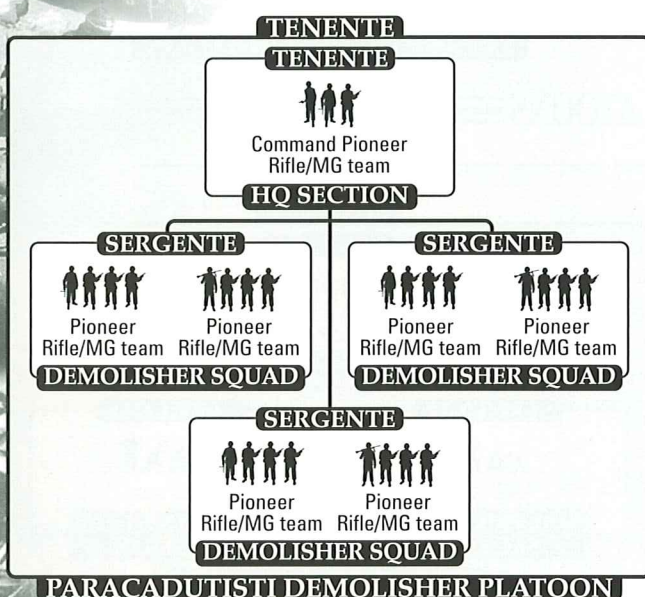 TENENTE
TENENTE
Command Pioneer
Rifle/MG team
HQ SECTION
SERGENTE
Pioneer
Rifle/MG team
Pioneer
Rifle/MG team
DEMOLISHER SQUAD
SERGENTE
Pioneer
Rifle/MG team
Pioneer
Rifle/MG team
DEMOLISHER SQUAD
SERGENTE
Pioneer
Rifle/MG team
Pioneer
Rifle/MG team
DEMOLISHER SQUAD
PARACADUTISTI DEMOLISHER PLATOON